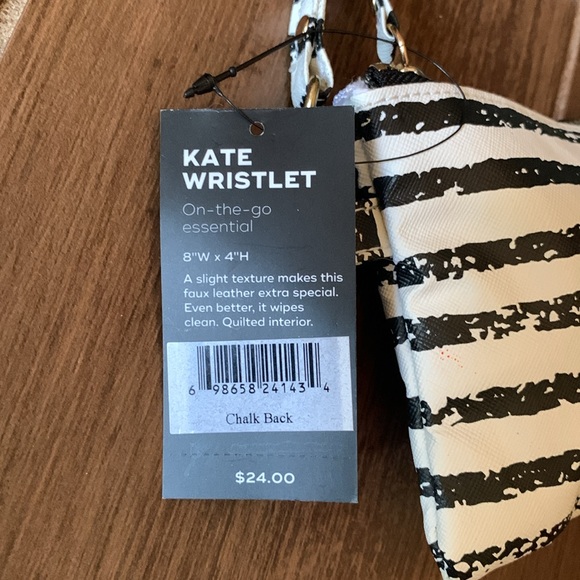 KATE
WRISTLET
On-the-go
essential
8"W x 4"H
A slight texture makes this
faux leather extra special.
Even better, it wipes
clean. Quilted interior.
6 98658 24143 4
Chalk Back
$24.00